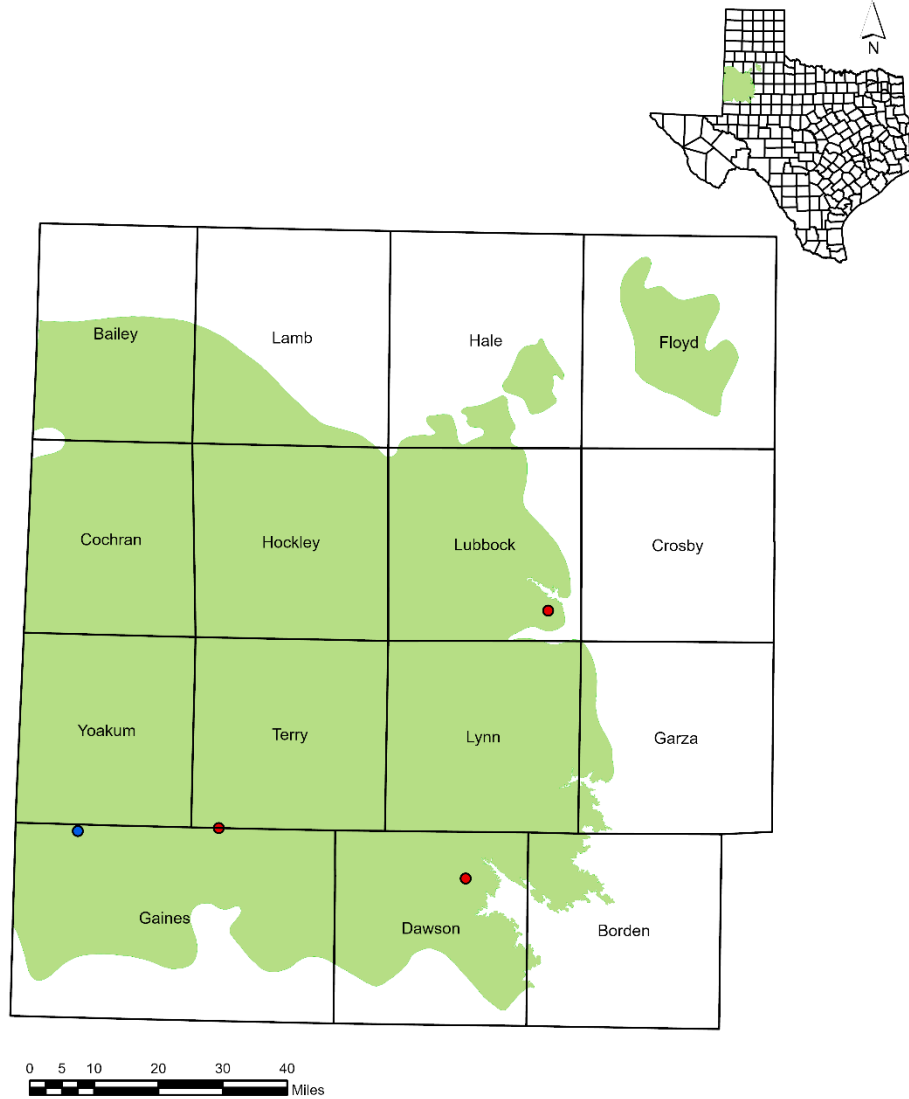 N
Bailey
Lamb
Hale
Floyd
Cochran
Hockley
Lubbock
Crosby
Yoakum
Terry
Lynn
Garza
Gaines
Dawson
Borden
0 5 10 20 30 40
Miles